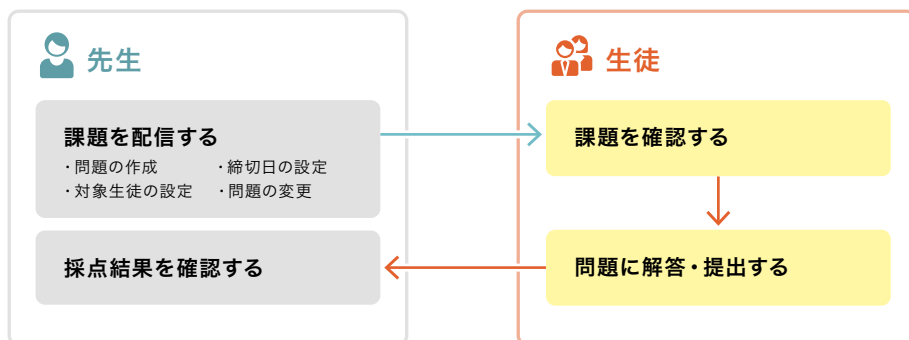 先生
課題を配信する
・問題の作成 ・締切日の設定
・対象生徒の設定 ・問題の変更
採点結果を確認する
生徒
課題を確認する
問題に解答・提出する